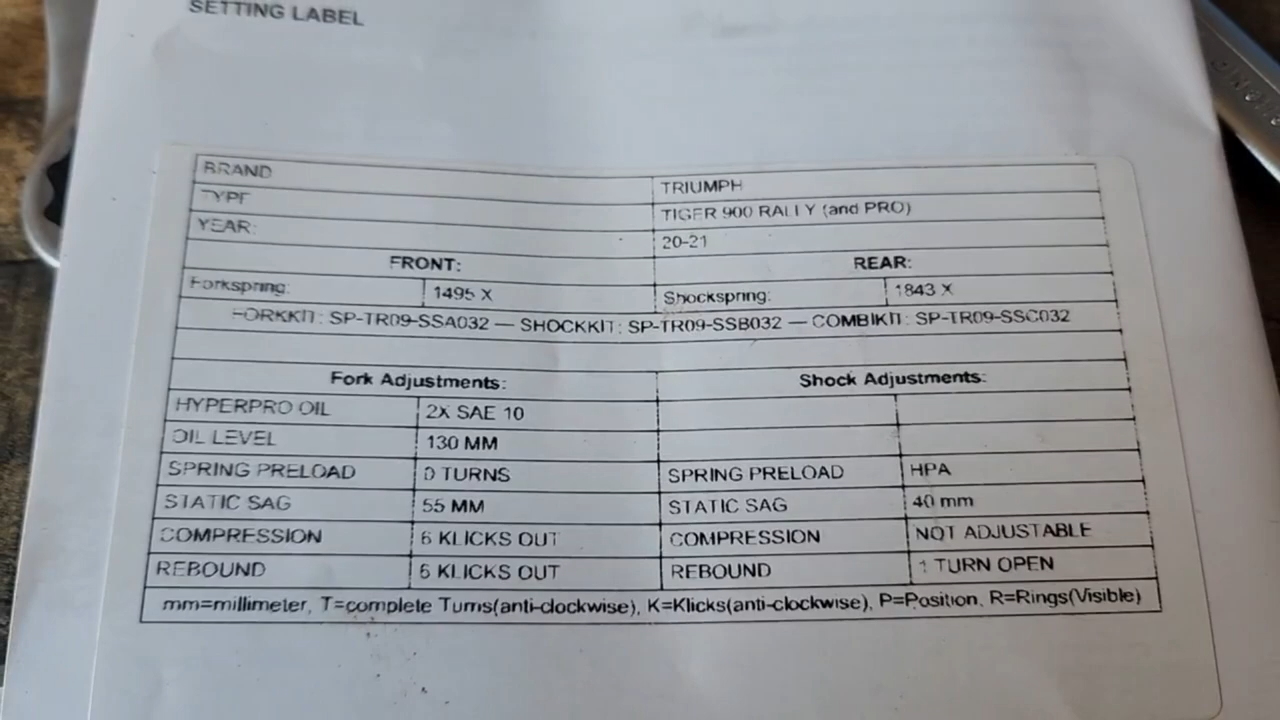 SETTING LABEL
BRAND TRIUMPH
TYPE TIGER 900 RALLY (and PRO)
YEAR: 20-21
FRONT: REAR:
Forkspring: 1495 X Shockspring: 1843 X
FORKKIT: SP-TR09-SSA032 — SHOCKKIT: SP-TR09-SSB032 — COMBIKIT: SP-TR09-SSC032
Fork Adjustments: Shock Adjustments:
HYPERPRO OIL 2X SAE 10
OIL LEVEL 130 MM
SPRING PRELOAD 0 TURNS SPRING PRELOAD HPA
STATIC SAG 55 MM STATIC SAG 40 mm
COMPRESSION 6 KLICKS OUT COMPRESSION NOT ADJUSTABLE
REBOUND 6 KLICKS OUT REBOUND 1 TURN OPEN
mm=millimeter, T=complete Turns(anti-clockwise), K=Klicks(anti-clockwise), P=Position, R=Rings(Visible)